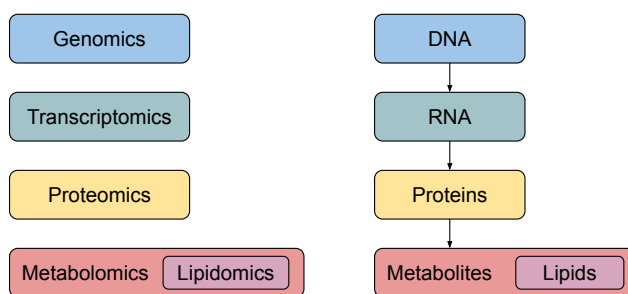 Genomics
DNA
Transcriptomics
RNA
Proteomics
Proteins
Metabolomics Lipidomics
Metabolites Lipids